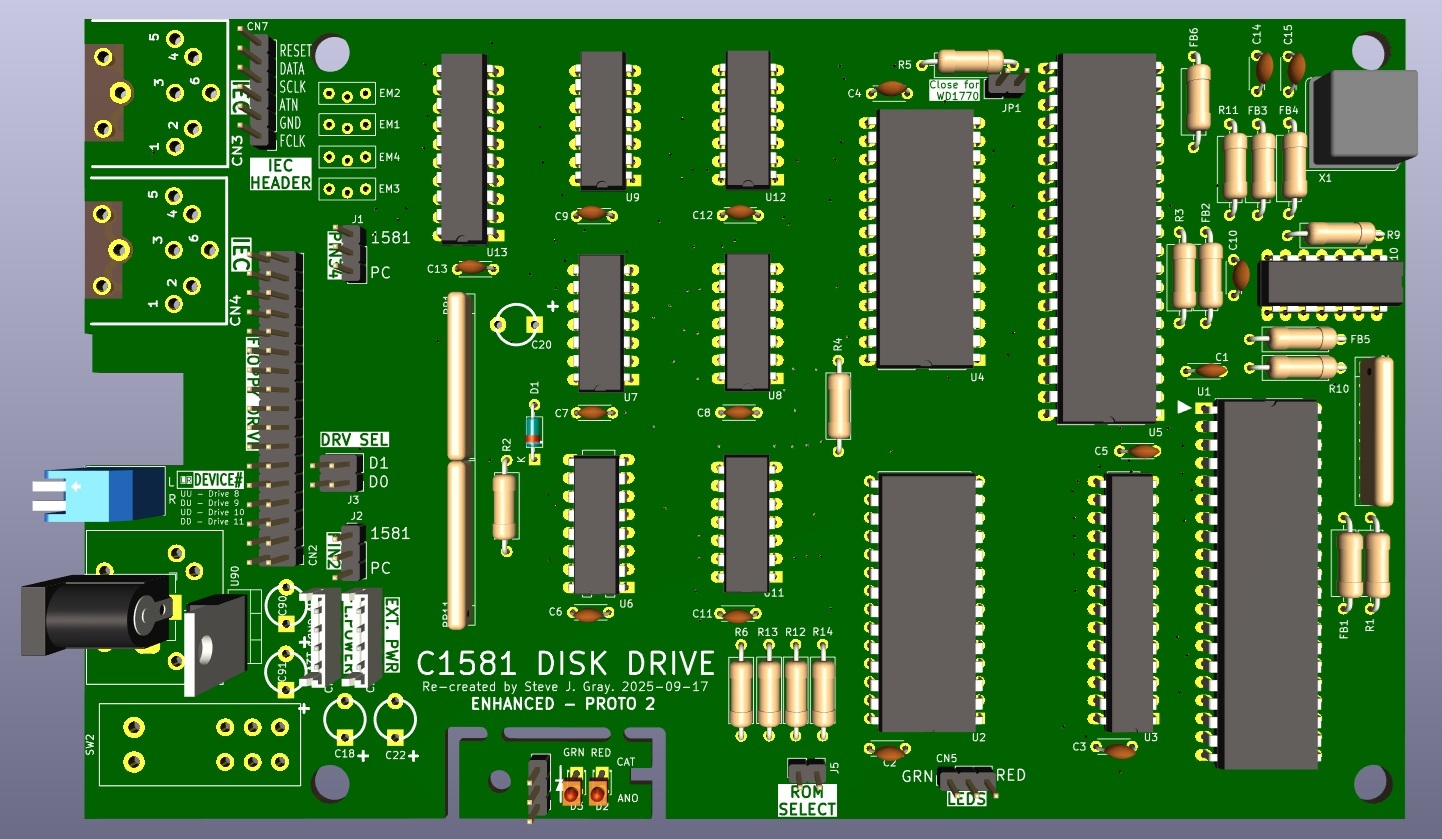 CN7
RESET
DATA
SCLK
ATN
GND
FCLK
IEC
CN3
IEC
HEADER
5
4
3
6
2
1
EM2
EM1
EM4
EM3
5
4
3
6
2
1
IEC
CN4
J1
1581
PC
U13
C13
U9
C9
U12
C12
R5
C4
Close for
WD1770
JP1
FB6
C14
C15
R11
FB3
FB4
X1
R3
FB2
C10
R9
10
FB5
R10
C1
U1
U4
U5
C5
R4
C20
D1
K
R2
U7
C7
U8
C8
DRV SEL
D1
D0
J3
J2
1581
PC
CN2
L
R
DEVICE#
UU - Drive 8
DU - Drive 9
UD - Drive 10
DD - Drive 11
U90
C90
C91
EXT. PWR
U6
C6
U11
C11
C1581 DISK DRIVE
Re-created by Steve J. Gray. 2025-09-17
ENHANCED - PROTO 2
R6
R13
R12
R14
U2
C2
U3
C3
FB1
R1
SW2
C18
C22
GRN
RED
CAT
ANO
D3
D2
J5
ROM
SELECT
CN5
GRN
RED
LEDS